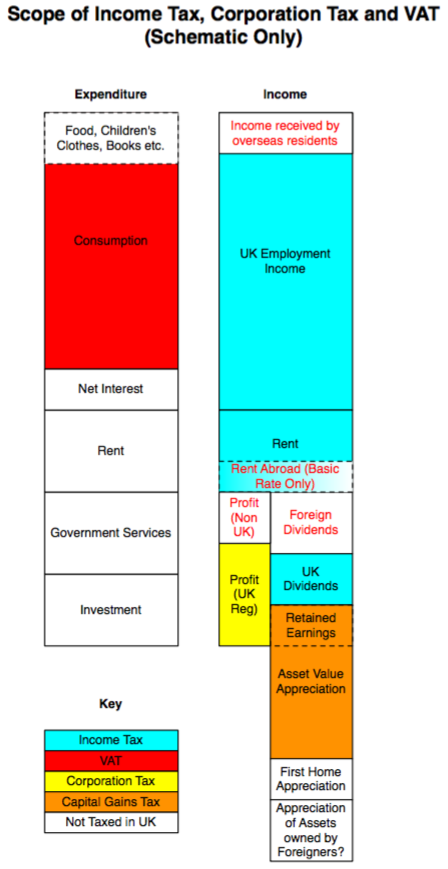 Scope of Income Tax, Corporation Tax and VAT
(Schematic Only)
Expenditure
Food, Children's
Clothes, Books etc.
Consumption
Net Interest
Rent
Government Services
Investment
Income
Income received by
overseas residents
UK Employment
Income
Rent
Rent Abroad (Basic
Rate Only)
Profit
(Non
UK)
Foreign
Dividends
Profit
(UK
Reg)
UK
Dividends
Retained
Earnings
Asset Value
Appreciation
First Home
Appreciation
Appreciation
of Assets
owned by
Foreigners?
Key
Income Tax
VAT
Corporation Tax
Capital Gains Tax
Not Taxed in UK